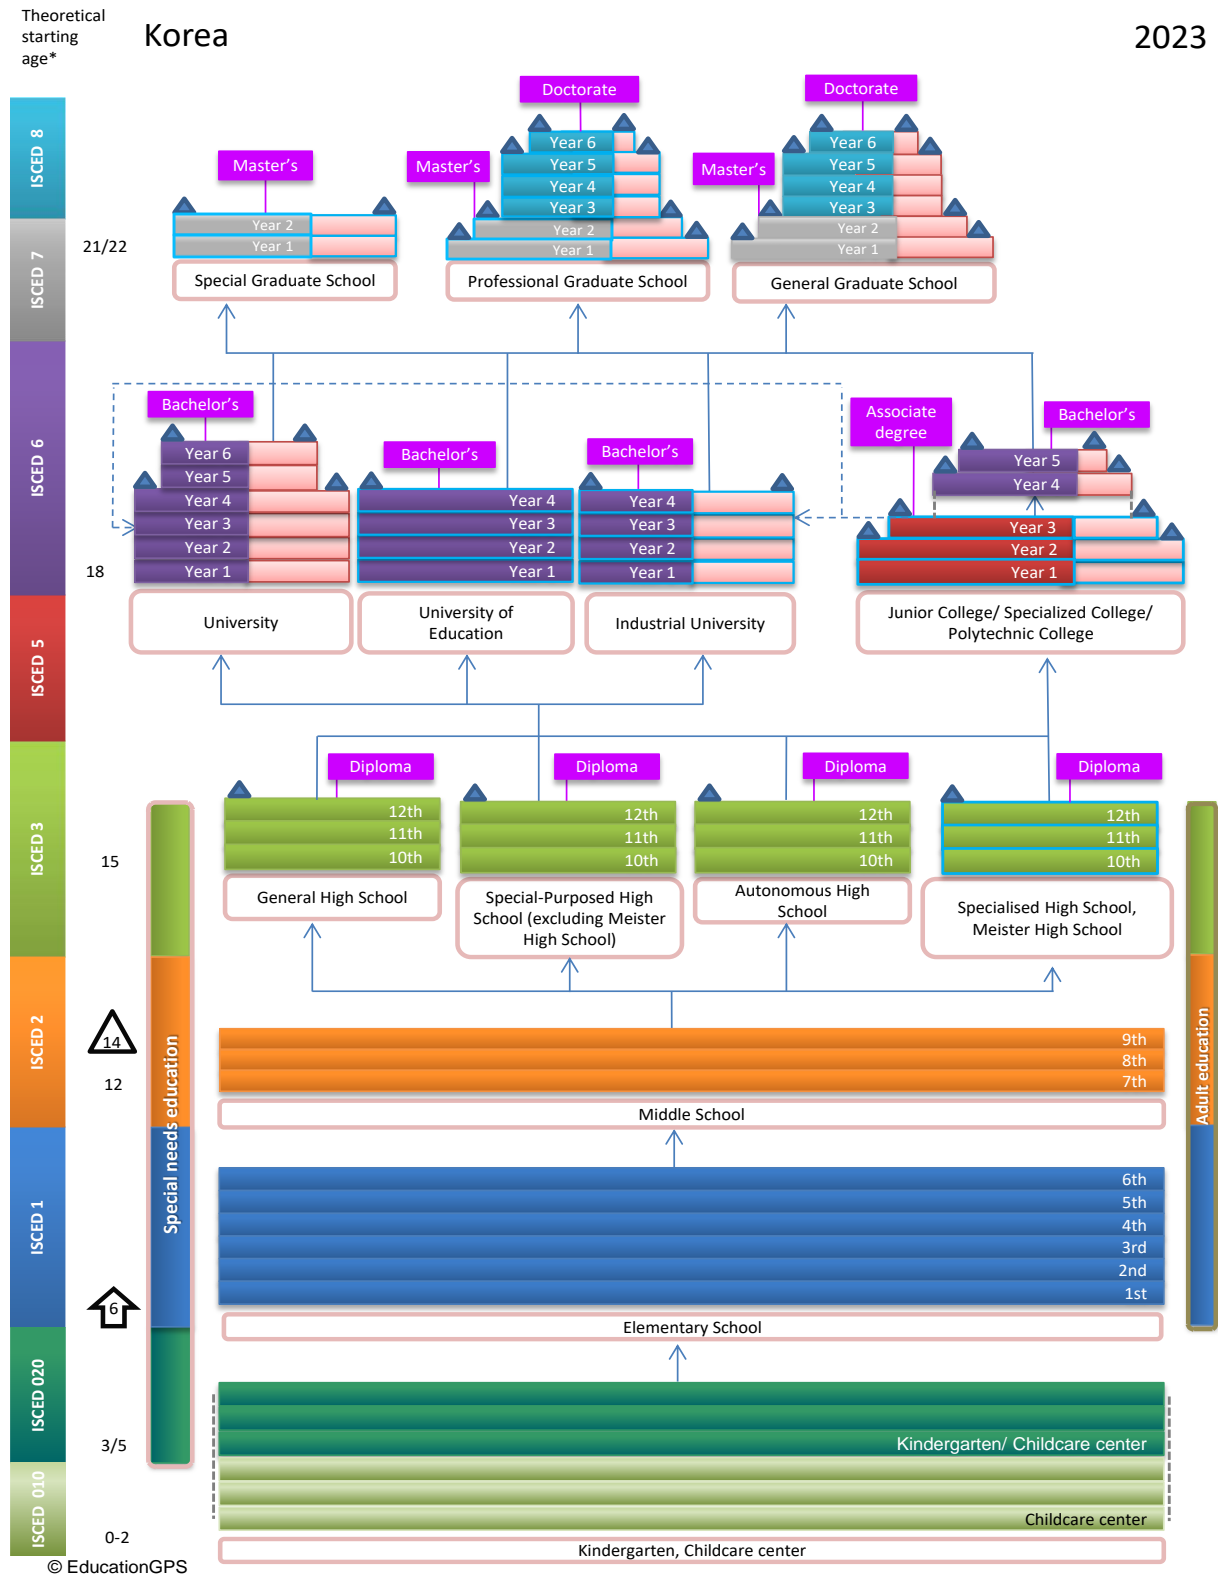 Theoretical
starting
age*
Korea
2023
ISCED 8
ISCED 7
ISCED 6
ISCED 5
ISCED 3
ISCED 2
ISCED 1
ISCED 020
ISCED 010
21/22
18
15
14
12
6
3/5
0-2
Master's
Year 2
Year 1
Special Graduate School
Doctorate
Master's
Year 6
Year 5
Year 4
Year 3
Year 2
Year 1
Professional Graduate School
Doctorate
Master's
Year 6
Year 5
Year 4
Year 3
Year 2
Year 1
General Graduate School
Bachelor's
Year 6
Year 5
Year 4
Year 3
Year 2
Year 1
University
Bachelor's
Year 4
Year 3
Year 2
Year 1
University of
Education
Bachelor's
Year 4
Year 3
Year 2
Year 1
Industrial University
Associate
degree
Bachelor's
Year 5
Year 4
Year 3
Year 2
Year 1
Junior College/ Specialized College/
Polytechnic College
Diploma
12th
11th
10th
General High School
Diploma
12th
11th
10th
Special-Purposed High
School (excluding Meister
High School)
Diploma
12th
11th
10th
Autonomous High
School
Diploma
12th
11th
10th
Specialised High School,
Meister High School
Special needs education
Adult education
9th
8th
7th
Middle School
6th
5th
4th
3rd
2nd
1st
Elementary School
Kindergarten/ Childcare center
Childcare center
Kindergarten, Childcare center
© EducationGPS